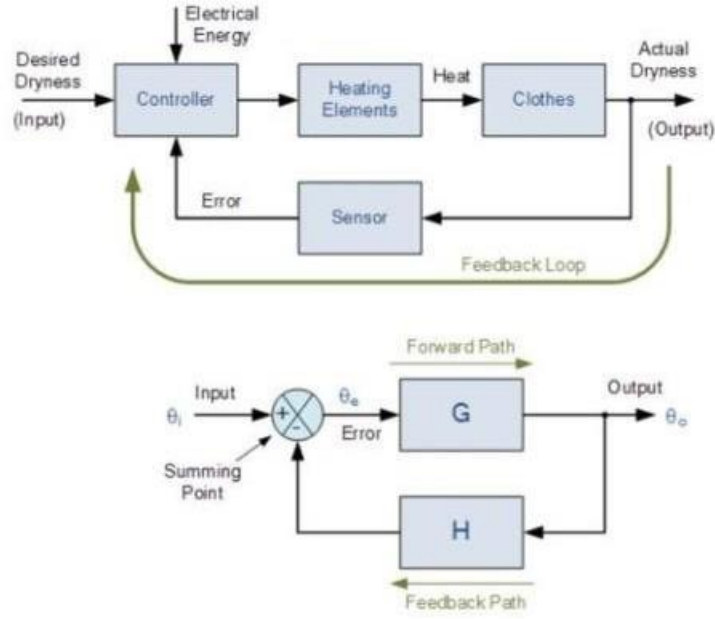 Electrical
Energy
Desired
Dryness
(Input)
Controller
Heating
Elements
Heat
Clothes
Actual
Dryness
(Output)
Error
Sensor
Feedback Loop
Forward Path
Input
θi
+
-
θe
Error
G
Output
θo
Summing
Point
H
Feedback Path